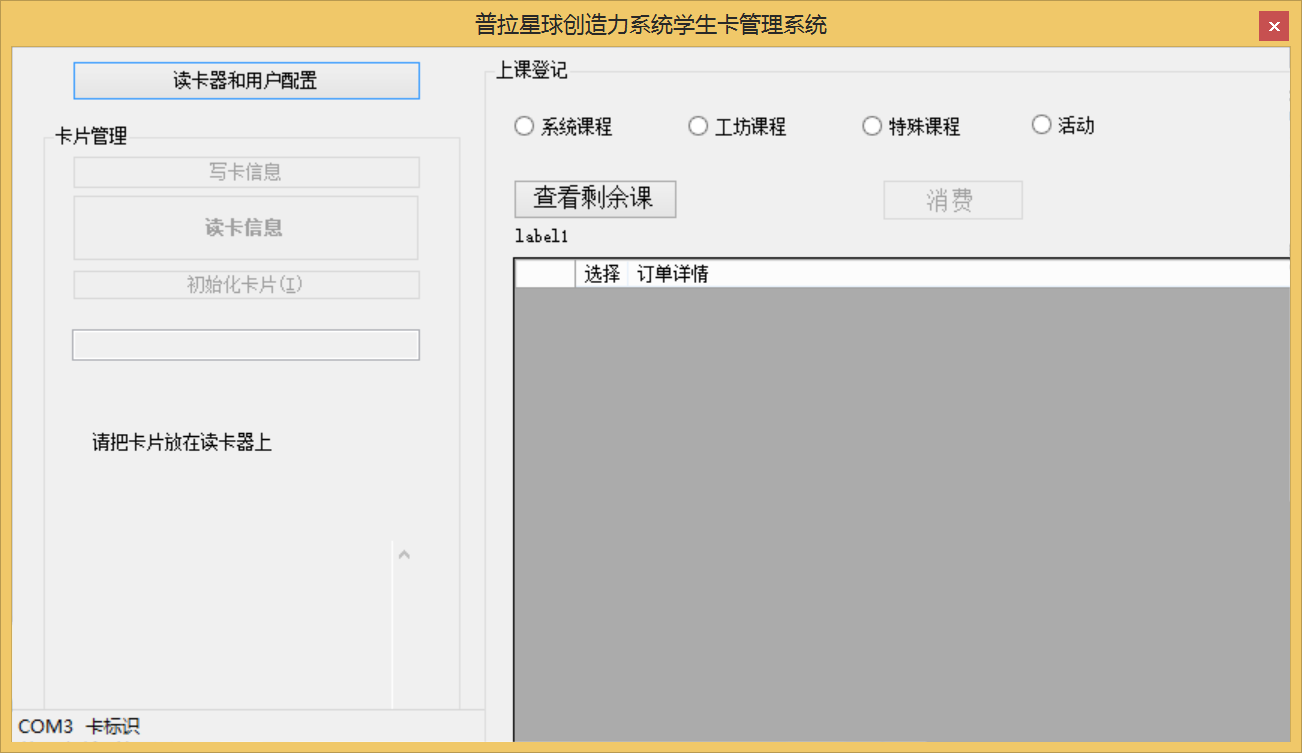 普拉星球创造力系统学生卡管理系统
读卡器和用户配置
卡片管理
写卡信息
读卡信息
初始化卡片(I)
请把卡片放在读卡器上
COM3 卡标识
上课登记
系统课程 工坊课程 特殊课程 活动
查看剩余课 消费
label1
选择 订单详情